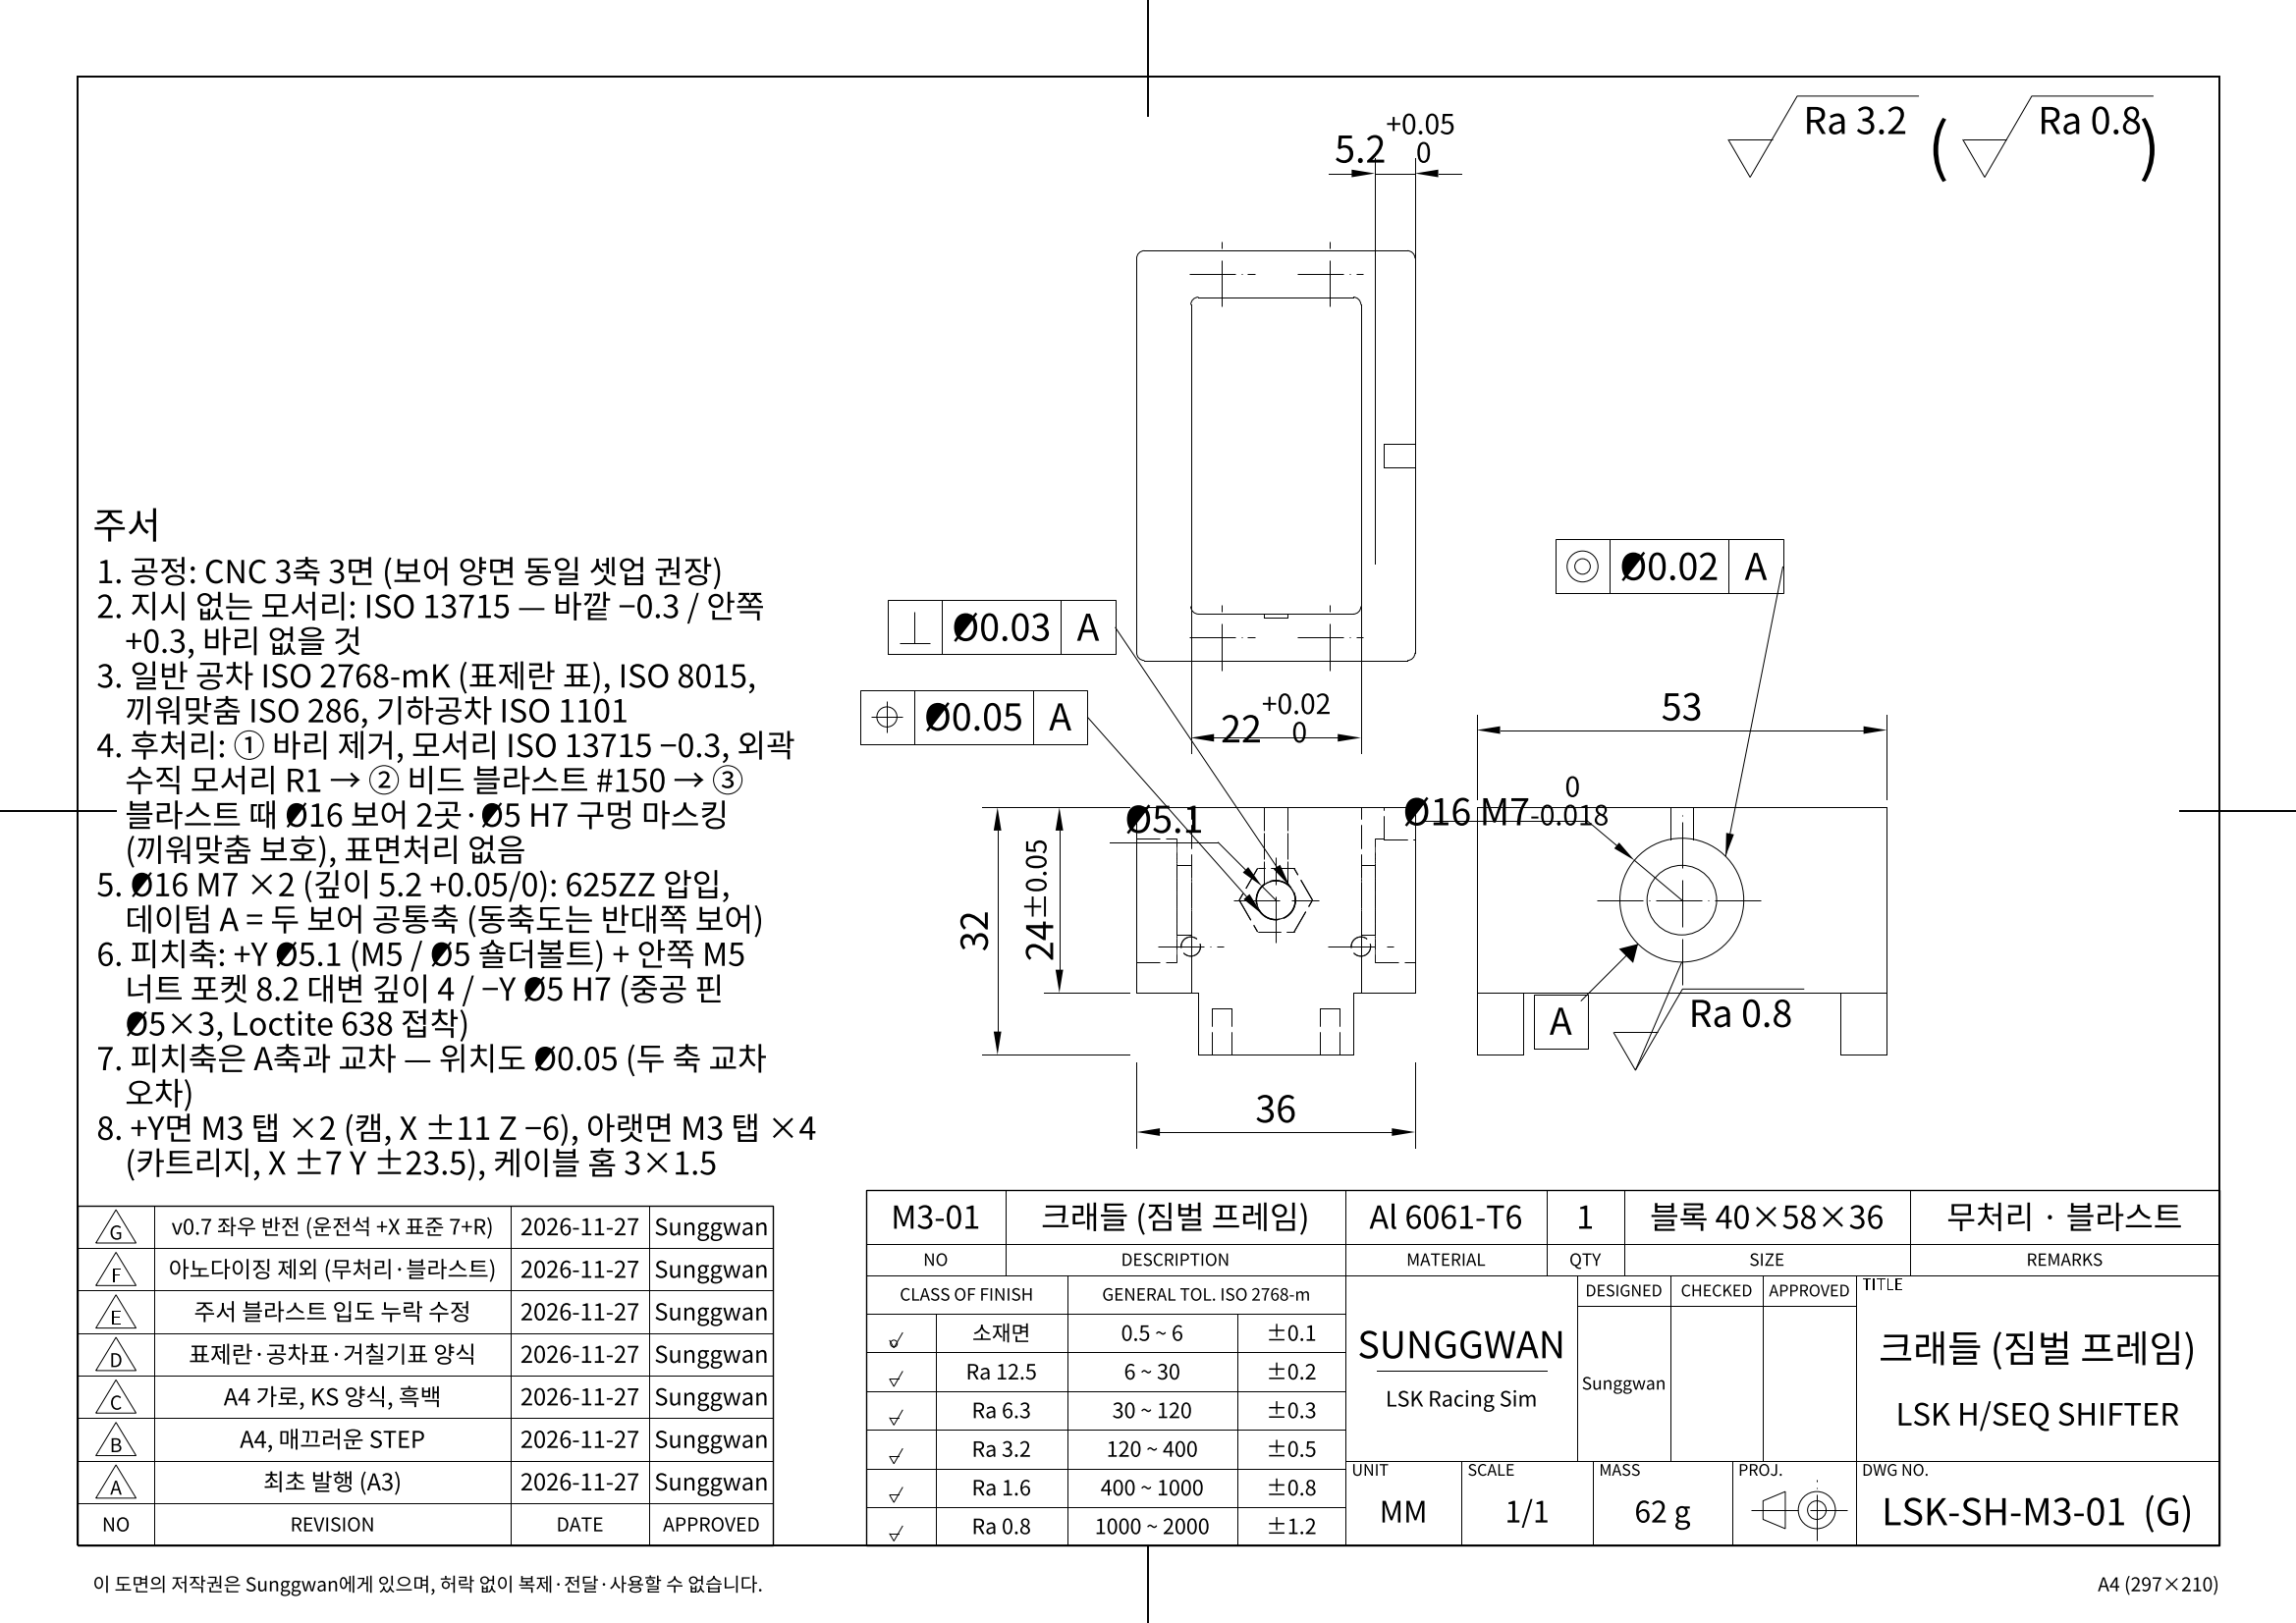 Ra 3.2 ( Ra 0.8 )
5.2 +0.05 0
주서
1. 공정: CNC 3축 3면 (보어 양면 동일 셋업 권장)
2. 지시 없는 모서리: ISO 13715 — 바깥 −0.3 / 안쪽
+0.3, 바리 없을 것
3. 일반 공차 ISO 2768-mK (표제란 표), ISO 8015,
끼워맞춤 ISO 286, 기하공차 ISO 1101
4. 후처리: ① 바리 제거, 모서리 ISO 13715 −0.3, 외곽
수직 모서리 R1 → ② 비드 블라스트 #150 → ③
블라스트 때 Ø16 보어 2곳·Ø5 H7 구멍 마스킹
(끼워맞춤 보호), 표면처리 없음
5. Ø16 M7 ×2 (깊이 5.2 +0.05/0): 625ZZ 압입,
데이텀 A = 두 보어 공통축 (동축도는 반대쪽 보어)
6. 피치축: +Y Ø5.1 (M5 / Ø5 숄더볼트) + 안쪽 M5
너트 포켓 8.2 대변 깊이 4 / −Y Ø5 H7 (중공 핀
Ø5×3, Loctite 638 접착)
7. 피치축은 A축과 교차 — 위치도 Ø0.05 (두 축 교차
오차)
8. +Y면 M3 탭 ×2 (캠, X ±11 Z −6), 아랫면 M3 탭 ×4
(카트리지, X ±7 Y ±23.5), 케이블 홈 3×1.5
Ø0.02 A
Ø0.03 A
Ø0.05 A
22 +0.02 0
53
Ø5.1
Ø16 M7 0 -0.018
32
24±0.05
A
Ra 0.8
36
G v0.7 좌우 반전 (운전석 +X 표준 7+R) 2026-11-27 Sunggwan
F 아노다이징 제외 (무처리·블라스트) 2026-11-27 Sunggwan
E 주서 블라스트 입도 누락 수정 2026-11-27 Sunggwan
D 표제란·공차표·거칠기표 양식 2026-11-27 Sunggwan
C A4 가로, KS 양식, 흑백 2026-11-27 Sunggwan
B A4, 매끄러운 STEP 2026-11-27 Sunggwan
A 최초 발행 (A3) 2026-11-27 Sunggwan
NO REVISION DATE APPROVED
M3-01 크래들 (짐벌 프레임) Al 6061-T6 1 블록 40×58×36 무처리 · 블라스트
NO DESCRIPTION MATERIAL QTY SIZE REMARKS
CLASS OF FINISH GENERAL TOL. ISO 2768-m
소재면 0.5 ~ 6 ±0.1
Ra 12.5 6 ~ 30 ±0.2
Ra 6.3 30 ~ 120 ±0.3
Ra 3.2 120 ~ 400 ±0.5
Ra 1.6 400 ~ 1000 ±0.8
Ra 0.8 1000 ~ 2000 ±1.2
SUNGGWAN
LSK Racing Sim
DESIGNED CHECKED APPROVED
Sunggwan
TITLE
크래들 (짐벌 프레임)
LSK H/SEQ SHIFTER
UNIT SCALE MASS PROJ. DWG NO.
MM 1/1 62 g LSK-SH-M3-01 (G)
이 도면의 저작권은 Sunggwan에게 있으며, 허락 없이 복제·전달·사용할 수 없습니다.
A4 (297×210)